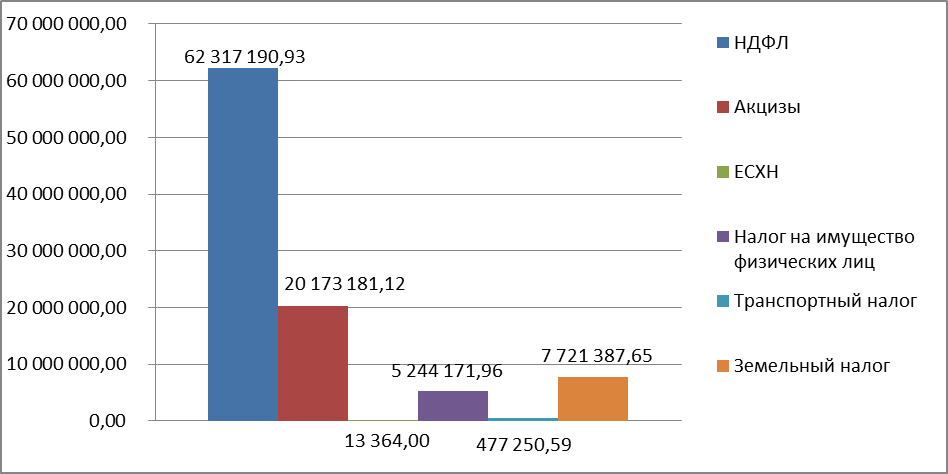 70 000 000,00
60 000 000,00
50 000 000,00
40 000 000,00
30 000 000,00
20 000 000,00
10 000 000,00
0,00
62 317 190,93
20 173 181,12
13 364,00
5 244 171,96
477 250,59
7 721 387,65
НДФЛ
Акцизы
ЕСХН
Налог на имущество
физических лиц
Транспортный налог
Земельный налог